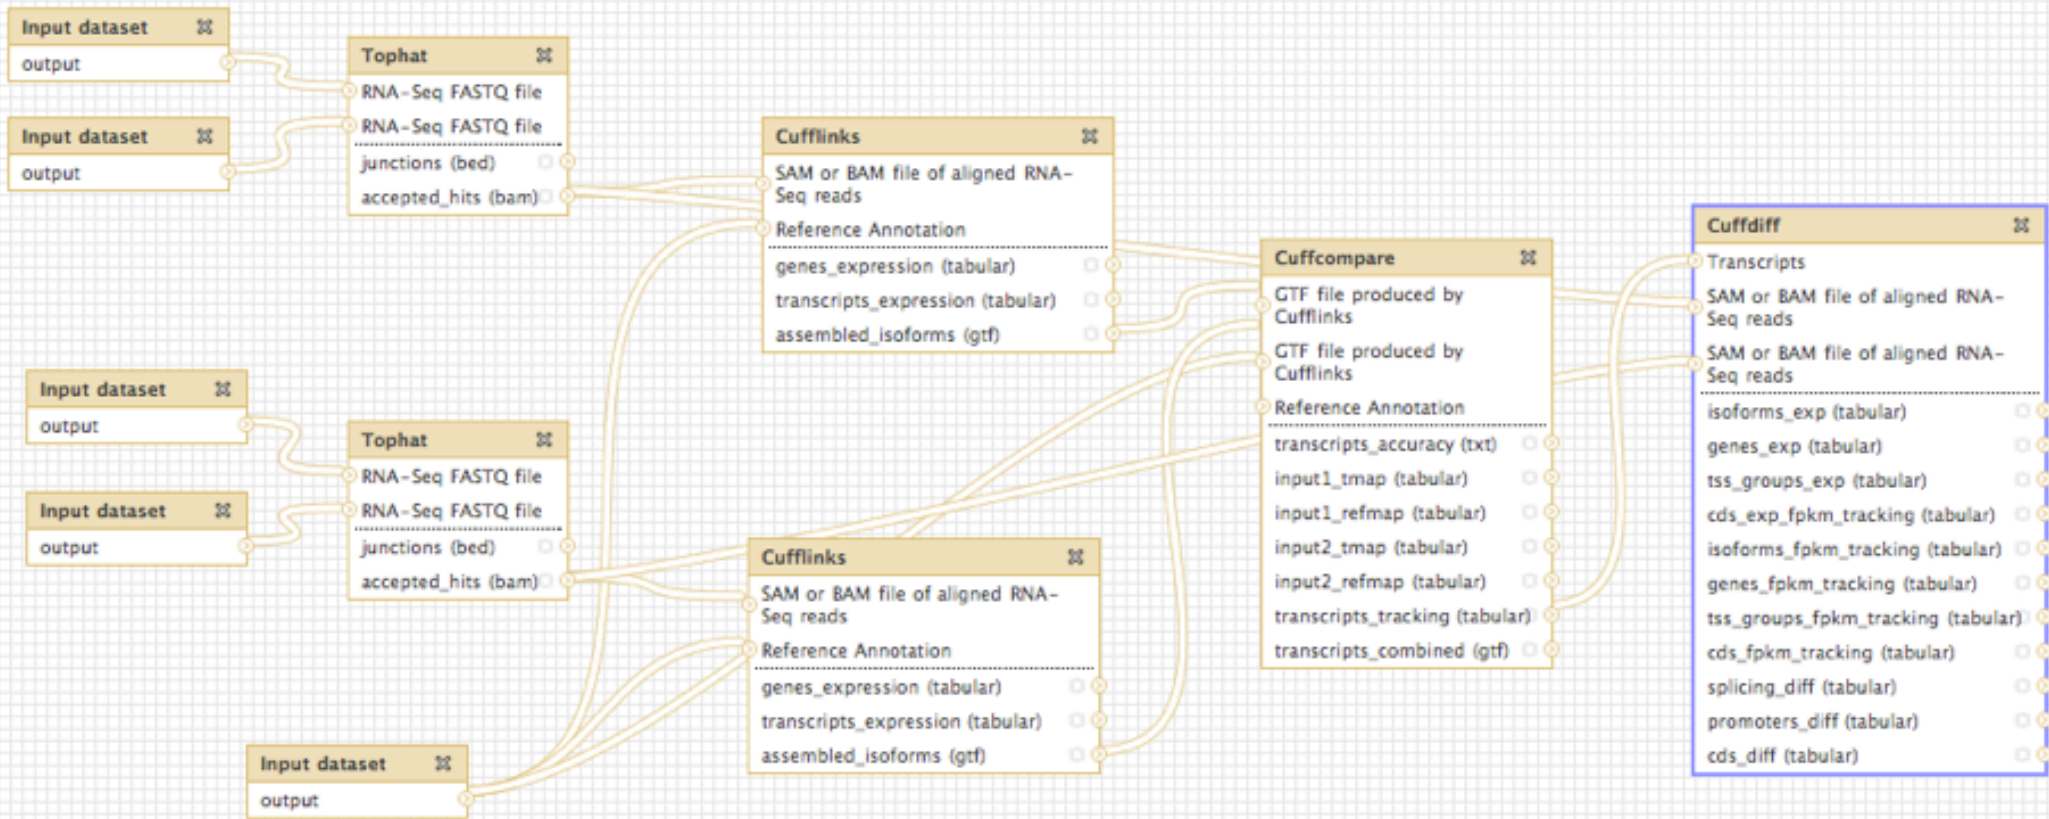 Input dataset
output
Input dataset
output
Tophat
RNA-Seq FASTQ file
RNA-Seq FASTQ file
junctions (bed)
accepted_hits (bam)
Cufflinks
SAM or BAM file of aligned RNA-
Seq reads
Reference Annotation
genes_expression (tabular)
transcripts_expression (tabular)
assembled_isoforms (gtf)
Input dataset
output
Input dataset
output
Tophat
RNA-Seq FASTQ file
RNA-Seq FASTQ file
junctions (bed)
accepted_hits (bam)
Cufflinks
SAM or BAM file of aligned RNA-
Seq reads
Reference Annotation
genes_expression (tabular)
transcripts_expression (tabular)
assembled_isoforms (gtf)
Input dataset
output
Cuffcompare
GTF file produced by
Cufflinks
GTF file produced by
Cufflinks
Reference Annotation
transcripts_accuracy (txt)
input1_tmap (tabular)
input1_refmap (tabular)
input2_tmap (tabular)
input2_refmap (tabular)
transcripts_tracking (tabular)
transcripts_combined (gtf)
Cuffdiff
Transcripts
SAM or BAM file of aligned RNA-
Seq reads
SAM or BAM file of aligned RNA-
Seq reads
isoforms_exp (tabular)
genes_exp (tabular)
tss_groups_exp (tabular)
cds_exp_fpkm_tracking (tabular)
isoforms_fpkm_tracking (tabular)
genes_fpkm_tracking (tabular)
tss_groups_fpkm_tracking (tabular)
cds_fpkm_tracking (tabular)
splicing_diff (tabular)
promoters_diff (tabular)
cds_diff (tabular)